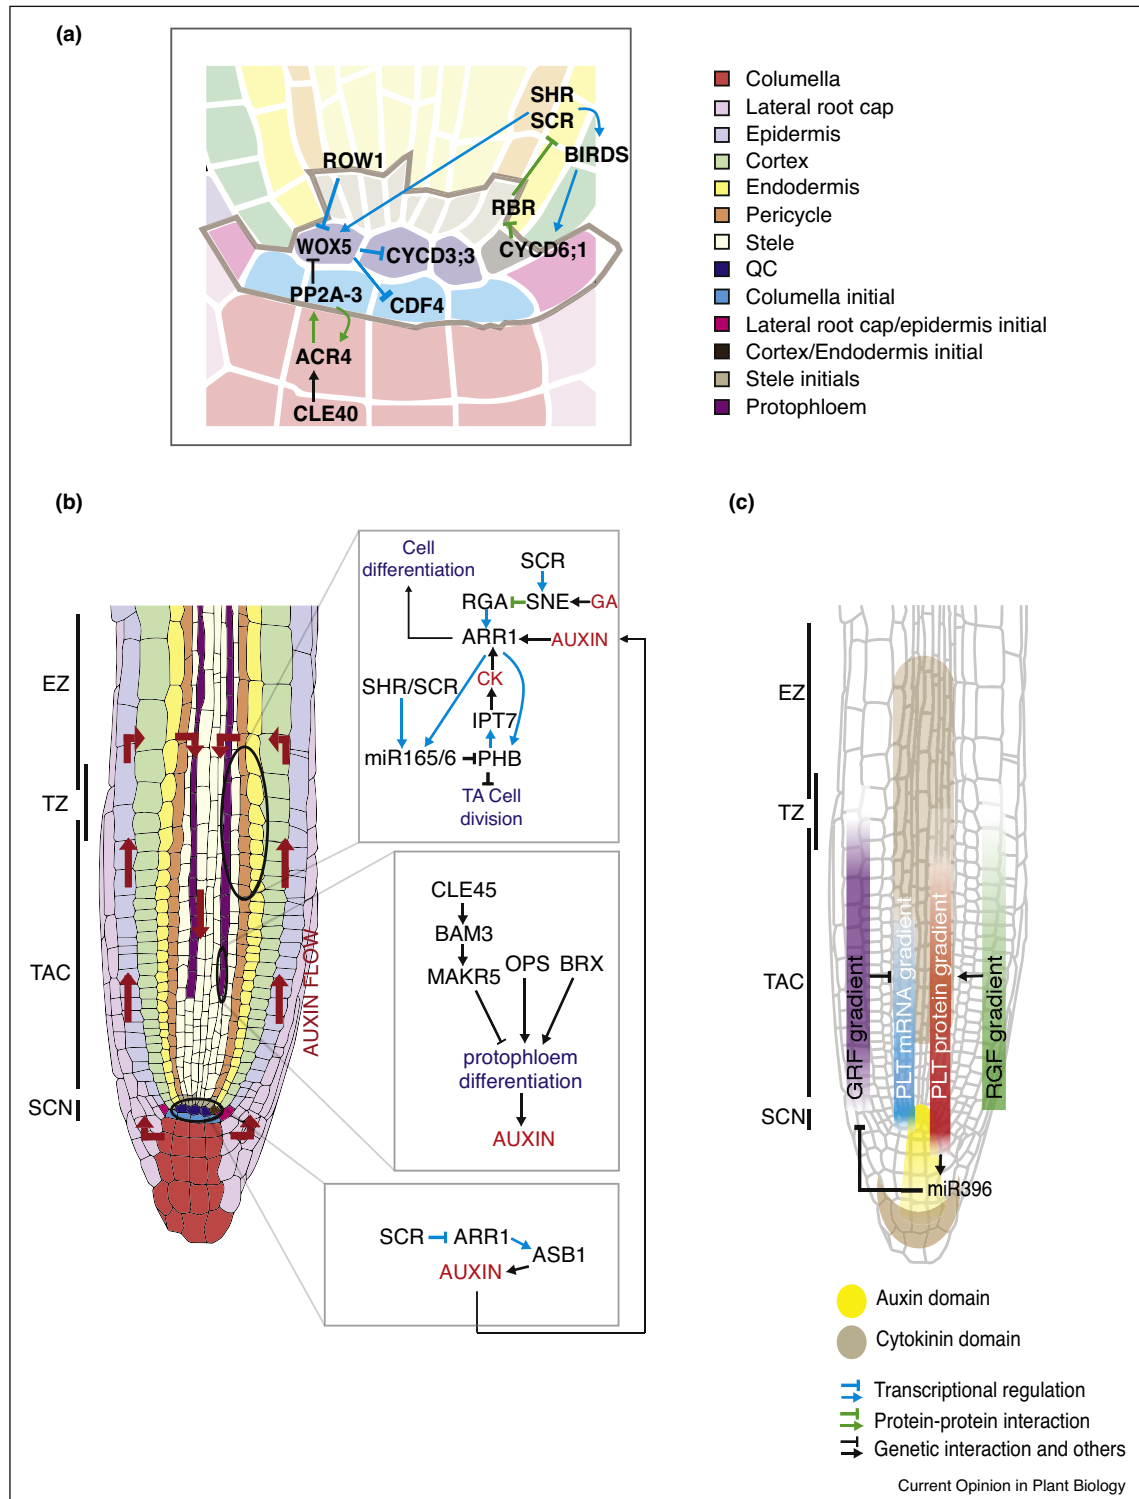 (a)
SHR
SCR
BIRDS
ROW1
RBR
WOX5
CYCD3;3
CYCD6;1
PP2A-3
CDF4
ACR4
CLE40
Columella
Lateral root cap
Epidermis
Cortex
Endodermis
Pericycle
Stele
QC
Columella initial
Lateral root cap/epidermis initial
Cortex/Endodermis initial
Stele initials
Protophloem
(b)
EZ
TZ
TAC
SCN
AUXIN FLOW
Cell
differentiation
SCR
RGA
SNE
GA
ARR1
AUXIN
CK
SHR/SCR
IPT7
miR165/6
PHB
TA Cell
division
CLE45
BAM3
MAKR5
OPS
BRX
protophloem
differentiation
AUXIN
SCR
ARR1
ASB1
AUXIN
(c)
EZ
TZ
TAC
SCN
GRF gradient
PLT mRNA gradient
PLT protein gradient
RGF gradient
miR396
Auxin domain
Cytokinin domain
Transcriptional regulation
Protein-protein interaction
Genetic interaction and others
Current Opinion in Plant Biology